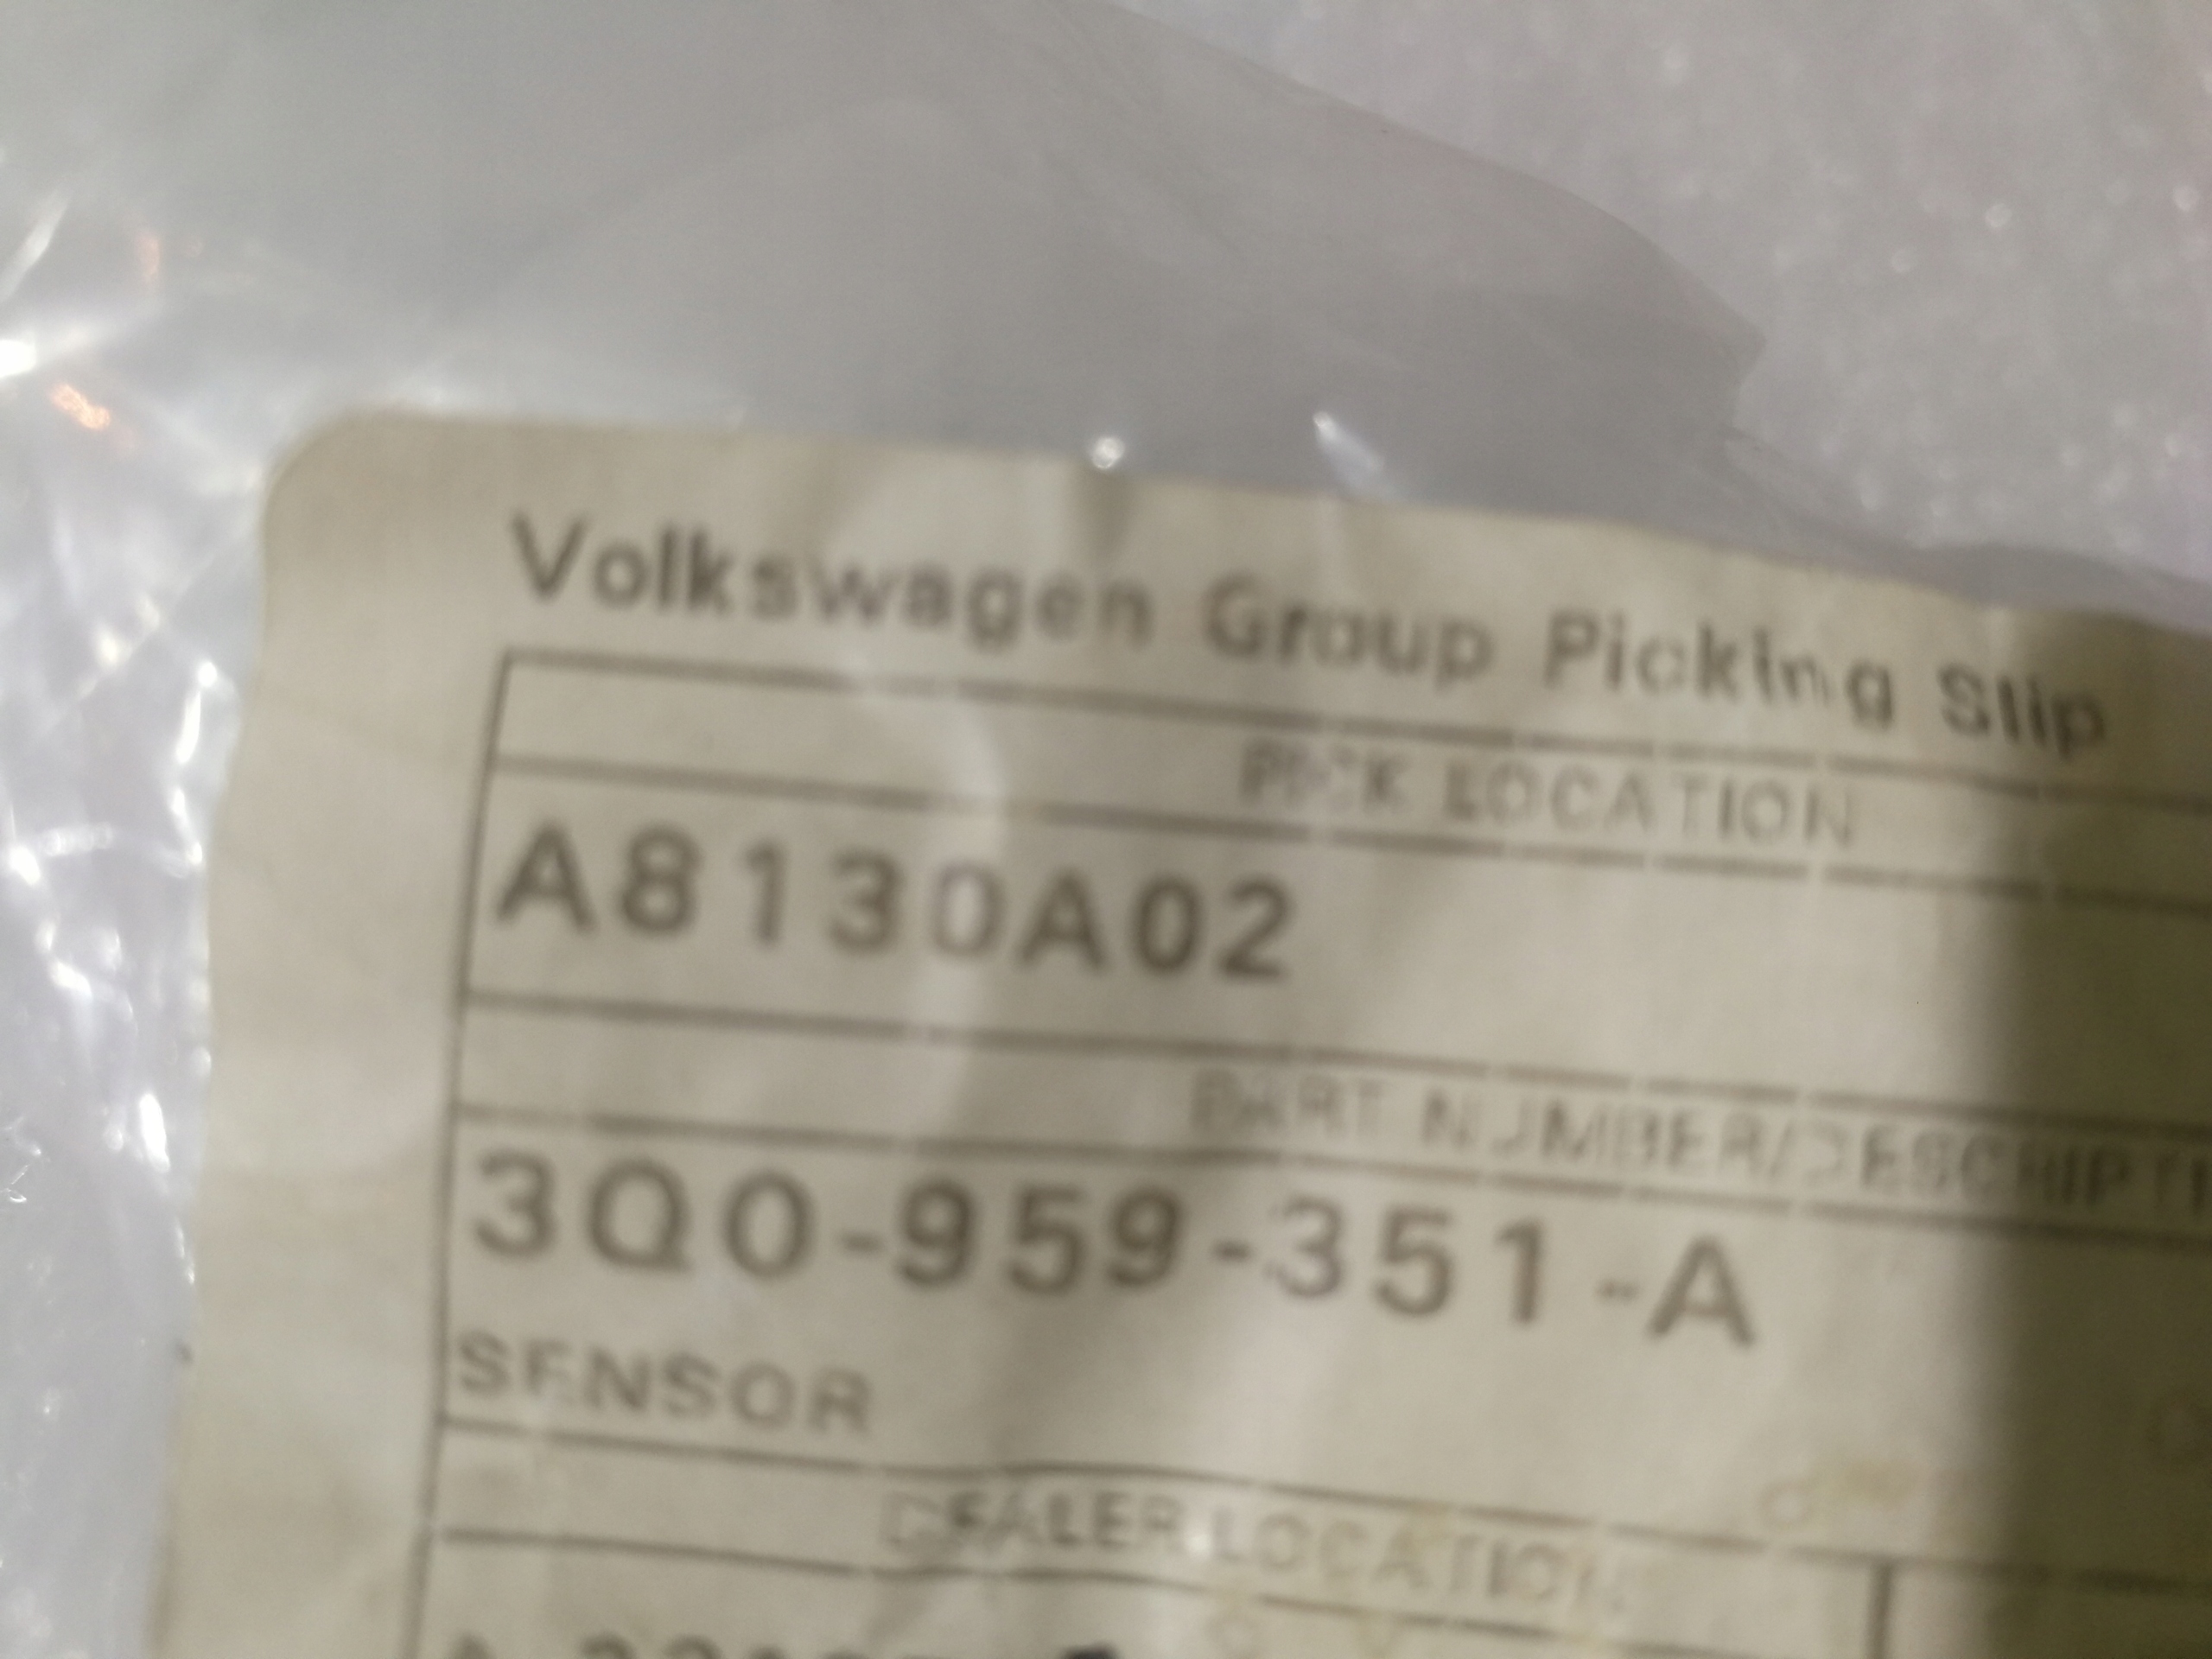 Volkswagen Group Picking Slip
PICK LOCATION
A8130A02
PART NUMBER/DESCRIPTI
3Q0-959-351-A
SENSOR
DEALER LOCATION